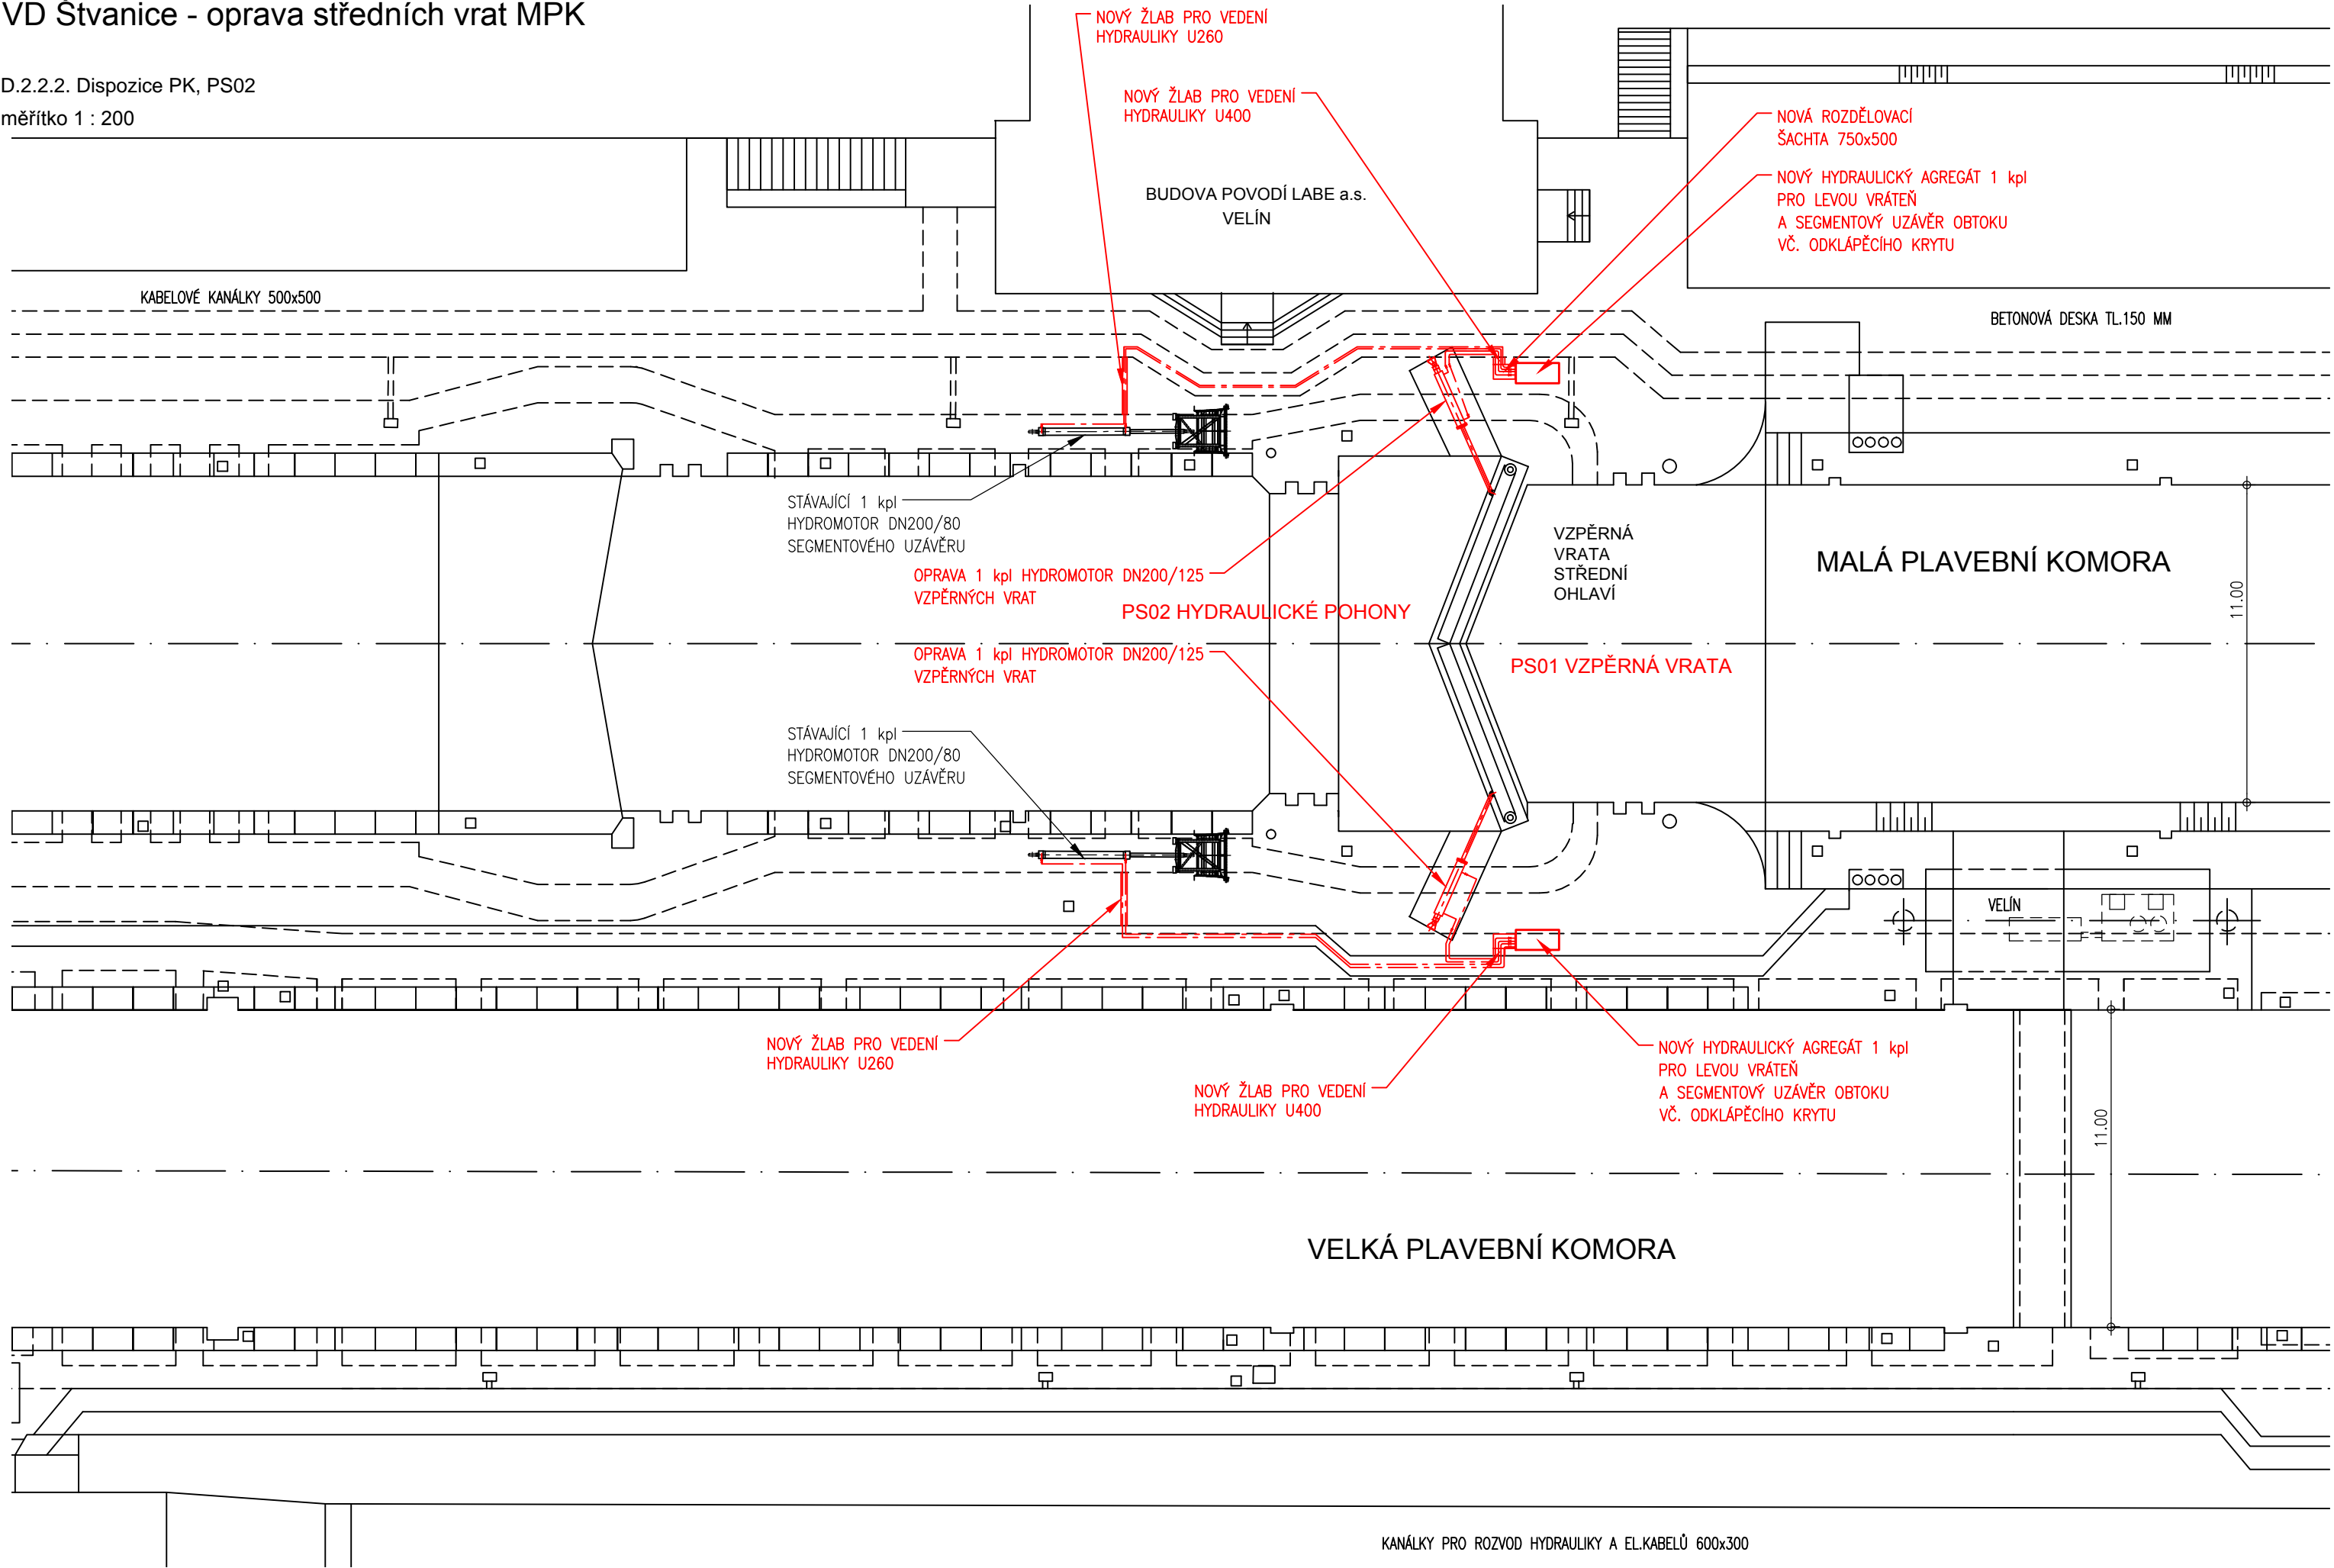 VD Štvanice - oprava středních vrat MPK
D.2.2.2. Dispozice PK, PS02
měřítko 1 : 200
NOVÝ ŽLAB PRO VEDENÍ
HYDRAULIKY U260
NOVÝ ŽLAB PRO VEDENÍ
HYDRAULIKY U400
NOVÁ ROZDĚLOVACÍ
ŠACHTA 750x500
NOVÝ HYDRAULICKÝ AGREGÁT 1 kpl
PRO LEVOU VRÁTEŇ
A SEGMENTOVÝ UZÁVĚR OBTOKU
VČ. ODKLÁPĚCÍHO KRYTU
BUDOVA POVODÍ LABE a.s.
VELÍN
KABELOVÉ KANÁLKY 500x500
BETONOVÁ DESKA TL.150 MM
STÁVAJÍCÍ 1 kpl
HYDROMOTOR DN200/80
SEGMENTOVÉHO UZÁVĚRU
OPRAVA 1 kpl HYDROMOTOR DN200/125
VZPĚRNÝCH VRAT
PS02 HYDRAULICKÉ POHONY
VZPĚRNÁ
VRATA
STŘEDNÍ
OHLAVÍ
MALÁ PLAVEBNÍ KOMORA
11.00
OPRAVA 1 kpl HYDROMOTOR DN200/125
VZPĚRNÝCH VRAT
PS01 VZPĚRNÁ VRATA
STÁVAJÍCÍ 1 kpl
HYDROMOTOR DN200/80
SEGMENTOVÉHO UZÁVĚRU
VELÍN
NOVÝ ŽLAB PRO VEDENÍ
HYDRAULIKY U260
NOVÝ ŽLAB PRO VEDENÍ
HYDRAULIKY U400
NOVÝ HYDRAULICKÝ AGREGÁT 1 kpl
PRO LEVOU VRÁTEŇ
A SEGMENTOVÝ UZÁVĚR OBTOKU
VČ. ODKLÁPĚCÍHO KRYTU
11.00
VELKÁ PLAVEBNÍ KOMORA
KANÁLKY PRO ROZVOD HYDRAULIKY A EL.KABELŮ 600x300